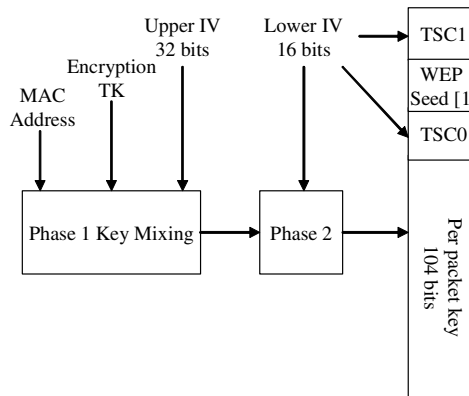 Upper IV
32 bits
Lower IV
16 bits
TSC1
Encryption
TK
WEP
Seed [1
MAC
Address
TSC0
Phase 1 Key Mixing
Phase 2
Per packet key
104 bits